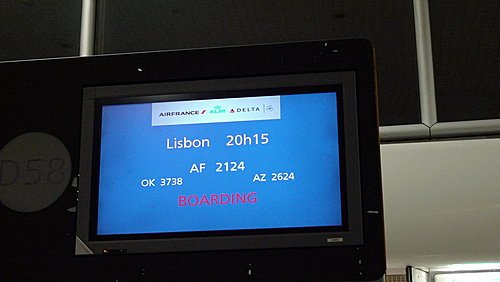 AIRFRANCE KLM DELTA
Lisbon 20h15
AF 2124
OK 3738 AZ 2624
BOARDING
D58